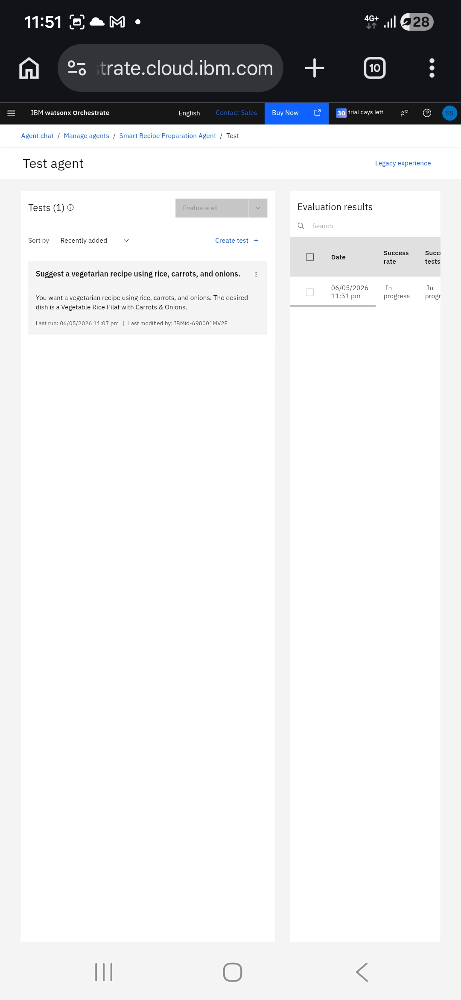 11:51
4G+
28
strate.cloud.ibm.com
10
IBM watsonx Orchestrate
English
Contact Sales
Buy Now
30 trial days left
SS
Agent chat / Manage agents / Smart Recipe Preparation Agent / Test
Test agent
Legacy experience
Tests (1)
Evaluate all
Sort by Recently added
Create test +
Suggest a vegetarian recipe using rice, carrots, and onions.
You want a vegetarian recipe using rice, carrots, and onions. The desired
dish is a Vegetable Rice Pilaf with Carrots & Onions.
Last run: 06/05/2026 11:07 pm | Last modified by: IBMid-698001MV2F
Evaluation results
Search
Date
Success
rate
Succ
tests
06/05/2026
11:51 pm
In
progress
In
progr